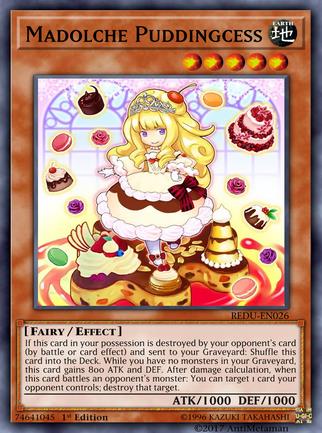 MADOLCHE PUDDINGCESS
EARTH
地
REDU-EN026
[ Fairy / Effect ]
If this card in your possession is destroyed by your opponent's card
(by battle or card effect) and sent to your Graveyard: Shuffle this
card into the Deck. While you have no monsters in your Graveyard,
this card gains 800 ATK and DEF. After damage calculation, when
this card battles an opponent's monster: You can target 1 card your
opponent controls; destroy that target.
ATK/1000 DEF/1000
74641045 1st Edition ©1996 KAZUKI TAKAHASHI
©2017 AntiMetaman